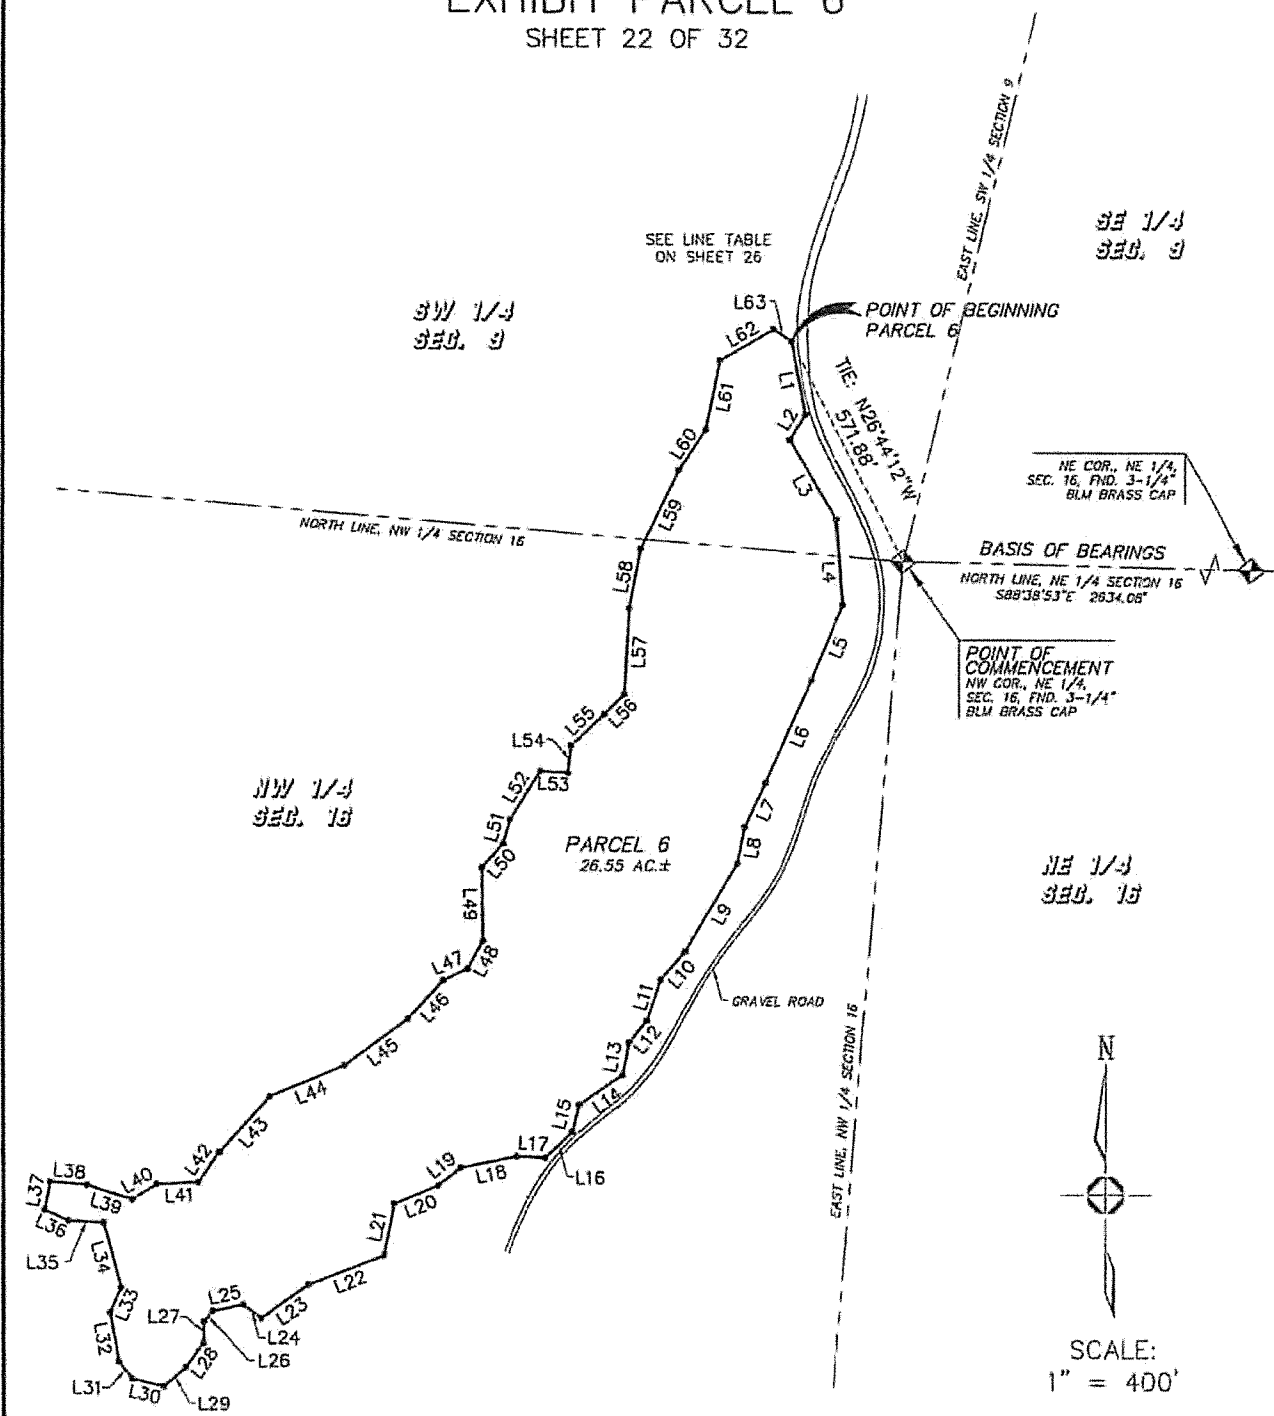 EXHIBIT PARCEL 6
SHEET 22 OF 32
EAST LINE, SW 1/4 SECTION 9
SE 1/4
SEC. 9
SEE LINE TABLE
ON SHEET 26
SW 1/4
SEC. 9
L63
POINT OF BEGINNING
PARCEL 6
L62
L1
L61
L2
TIE: N26°44'12"W
571.88'
L60
L3
NE COR., NE 1/4,
SEC. 16, FND. 3-1/4"
BLM BRASS CAP
NORTH LINE, NW 1/4 SECTION 16
L59
BASIS OF BEARINGS
NORTH LINE, NE 1/4 SECTION 16
S88°38'53"E 2634.08'
L58
L4
L57
L5
POINT OF
COMMENCEMENT
NW COR., NE 1/4,
SEC. 16, FND. 3-1/4"
BLM BRASS CAP
L56
L55
L54
L6
L53
L52
NW 1/4
SEC. 16
L7
L51
L8
PARCEL 6
26.55 AC.±
L50
NE 1/4
SEC. 16
L49
L9
L48
L10
L47
L46
L11
GRAVEL ROAD
L12
L45
L13
L44
L14
L43
L15
L17
L16
L42
L18
L19
EAST LINE, NW 1/4 SECTION 16
N
L41
L40
L39
L38
L37
L36
L20
L21
L35
L34
L22
L33
L25
L23
L27
L24
L32
L28
L26
L31
L30
L29
SCALE:
1" = 400'